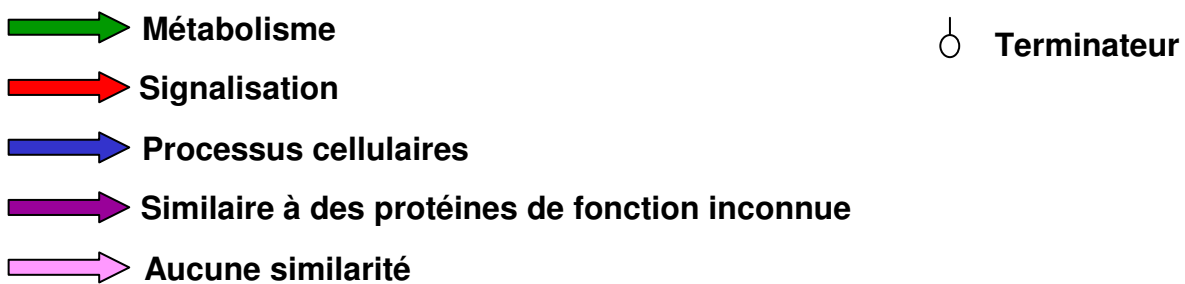 Métabolisme
Terminateur
Signalisation
Processus cellulaires
Similaire à des protéines de fonction inconnue
Aucune similarité